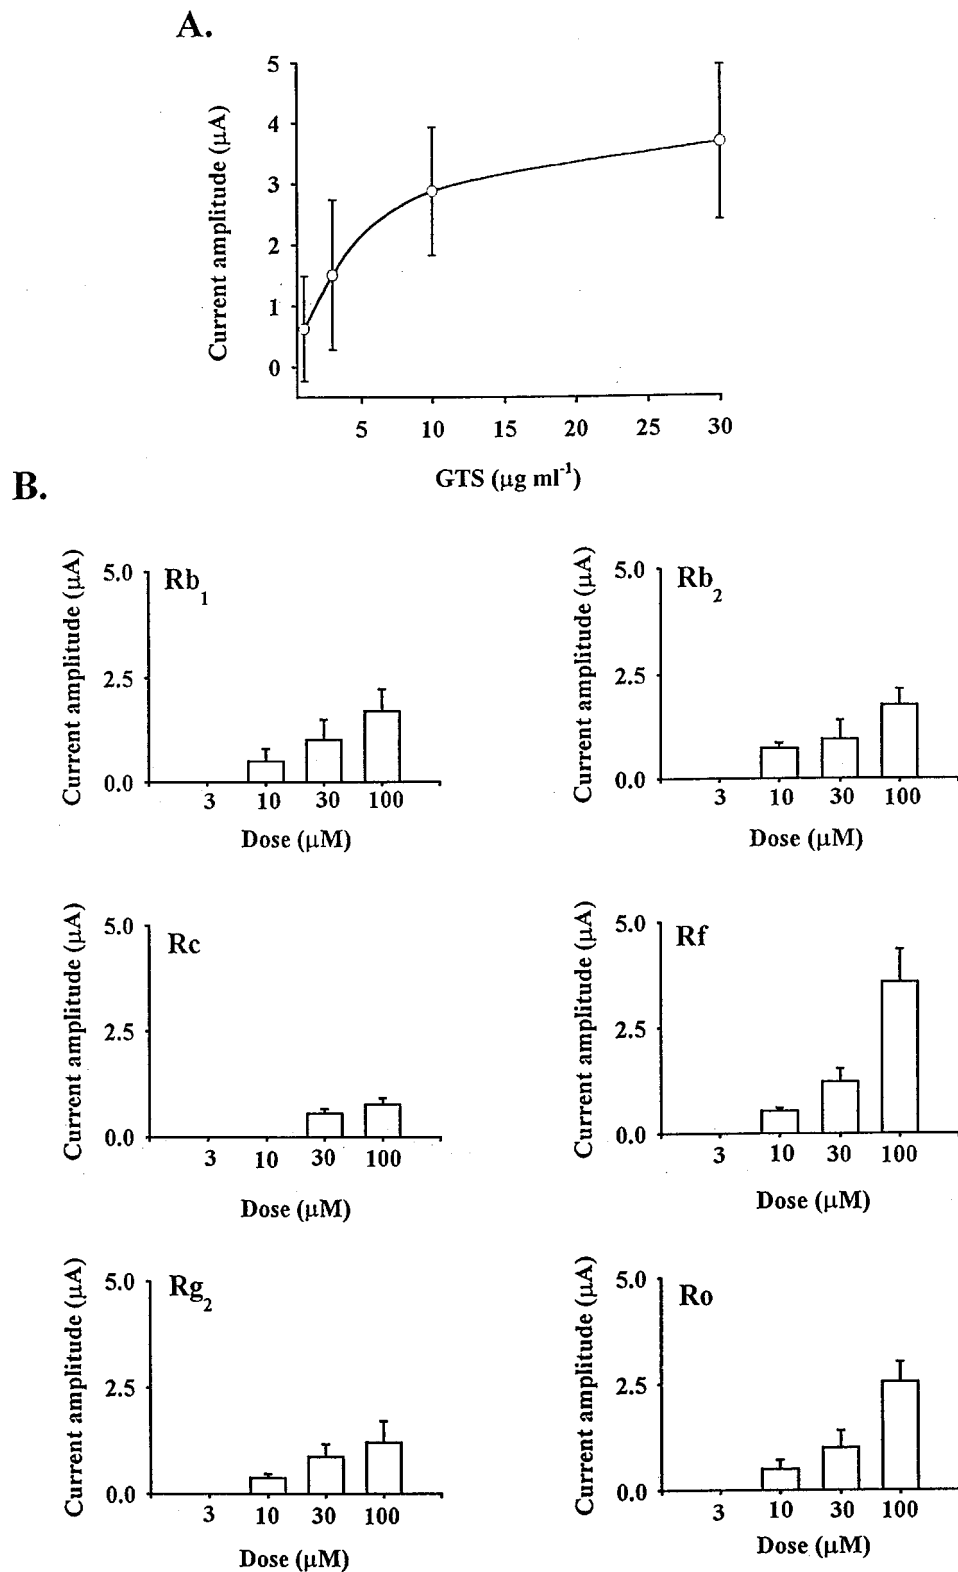 A.
Current amplitude (μA)
5
4
3
2
1
0
5 10 15 20 25 30
GTS (μg ml⁻¹)
B.
Current amplitude (μA)
5.0
2.5
0.0
Rb₁
3 10 30 100
Dose (μM)
Current amplitude (μA)
5.0
2.5
0.0
Rb₂
3 10 30 100
Dose (μM)
Current amplitude (μA)
5.0
2.5
0.0
Rc
3 10 30 100
Dose (μM)
Current amplitude (μA)
5.0
2.5
0.0
Rf
3 10 30 100
Dose (μM)
Current amplitude (μA)
5.0
2.5
0.0
Rg₂
3 10 30 100
Dose (μM)
Current amplitude (μA)
5.0
2.5
0.0
Ro
3 10 30 100
Dose (μM)